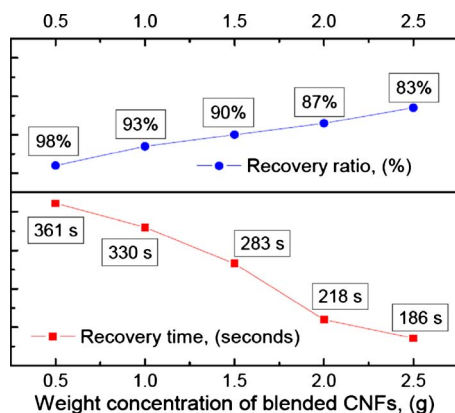 0.5 1.0 1.5 2.0 2.5
98%
93%
90%
87%
83%
Recovery ratio, (%)
361 s
330 s
283 s
218 s
186 s
Recovery time, (seconds)
0.5 1.0 1.5 2.0 2.5
Weight concentration of blended CNFs, (g)